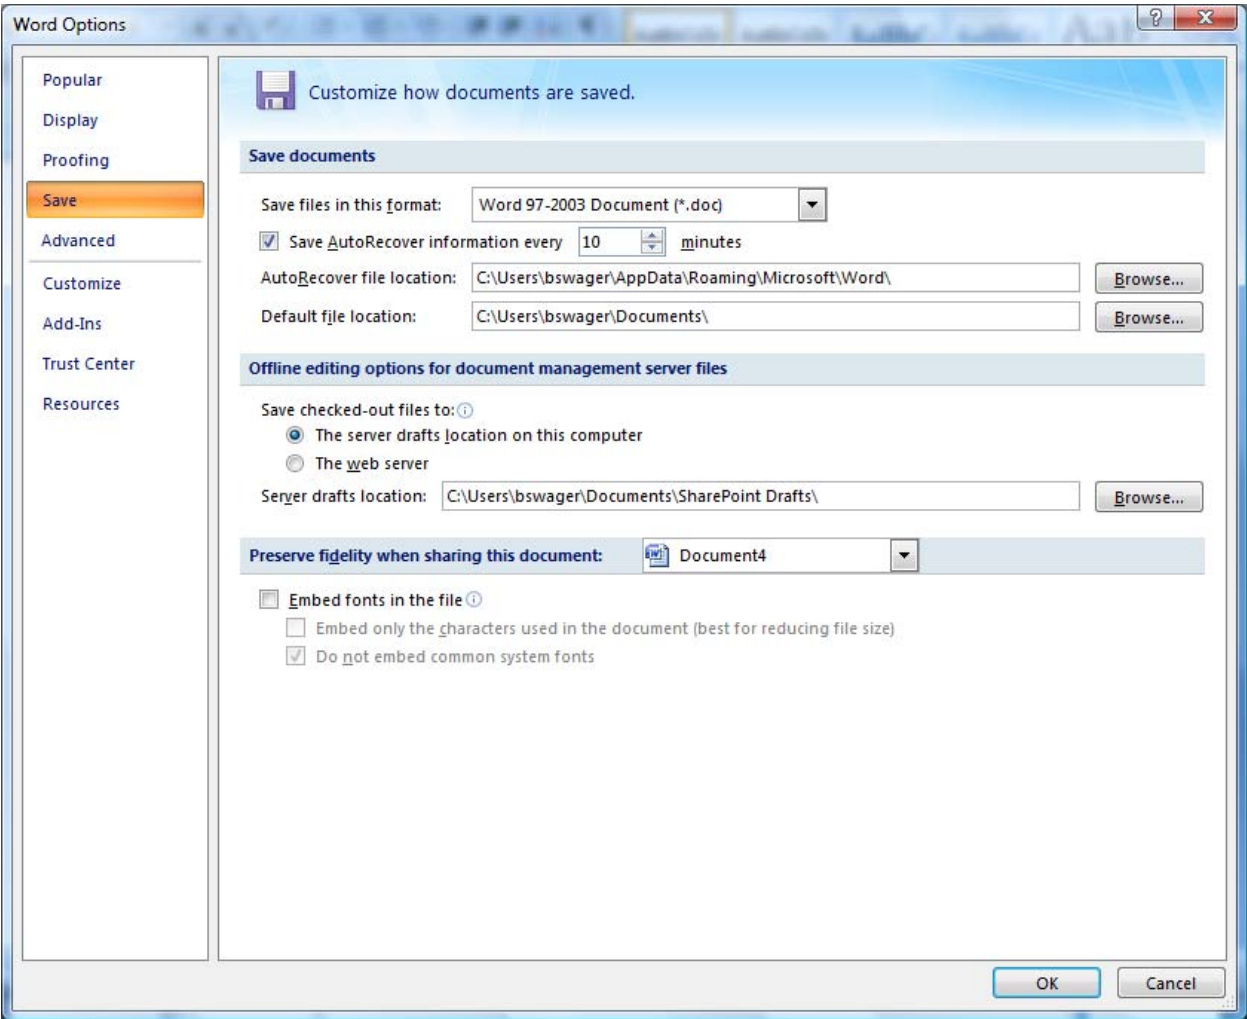 Word Options
?
X
Popular
Display
Proofing
Save
Advanced
Customize
Add-Ins
Trust Center
Resources
Customize how documents are saved.
Save documents
Save files in this format: Word 97-2003 Document (*.doc)
Save AutoRecover information every 10 minutes
AutoRecover file location: C:\Users\bswager\AppData\Roaming\Microsoft\Word\ Browse...
Default file location: C:\Users\bswager\Documents\ Browse...
Offline editing options for document management server files
Save checked-out files to:
The server drafts location on this computer
The web server
Server drafts location: C:\Users\bswager\Documents\SharePoint Drafts\ Browse...
Preserve fidelity when sharing this document: Document4
Embed fonts in the file
Embed only the characters used in the document (best for reducing file size)
Do not embed common system fonts
OK Cancel